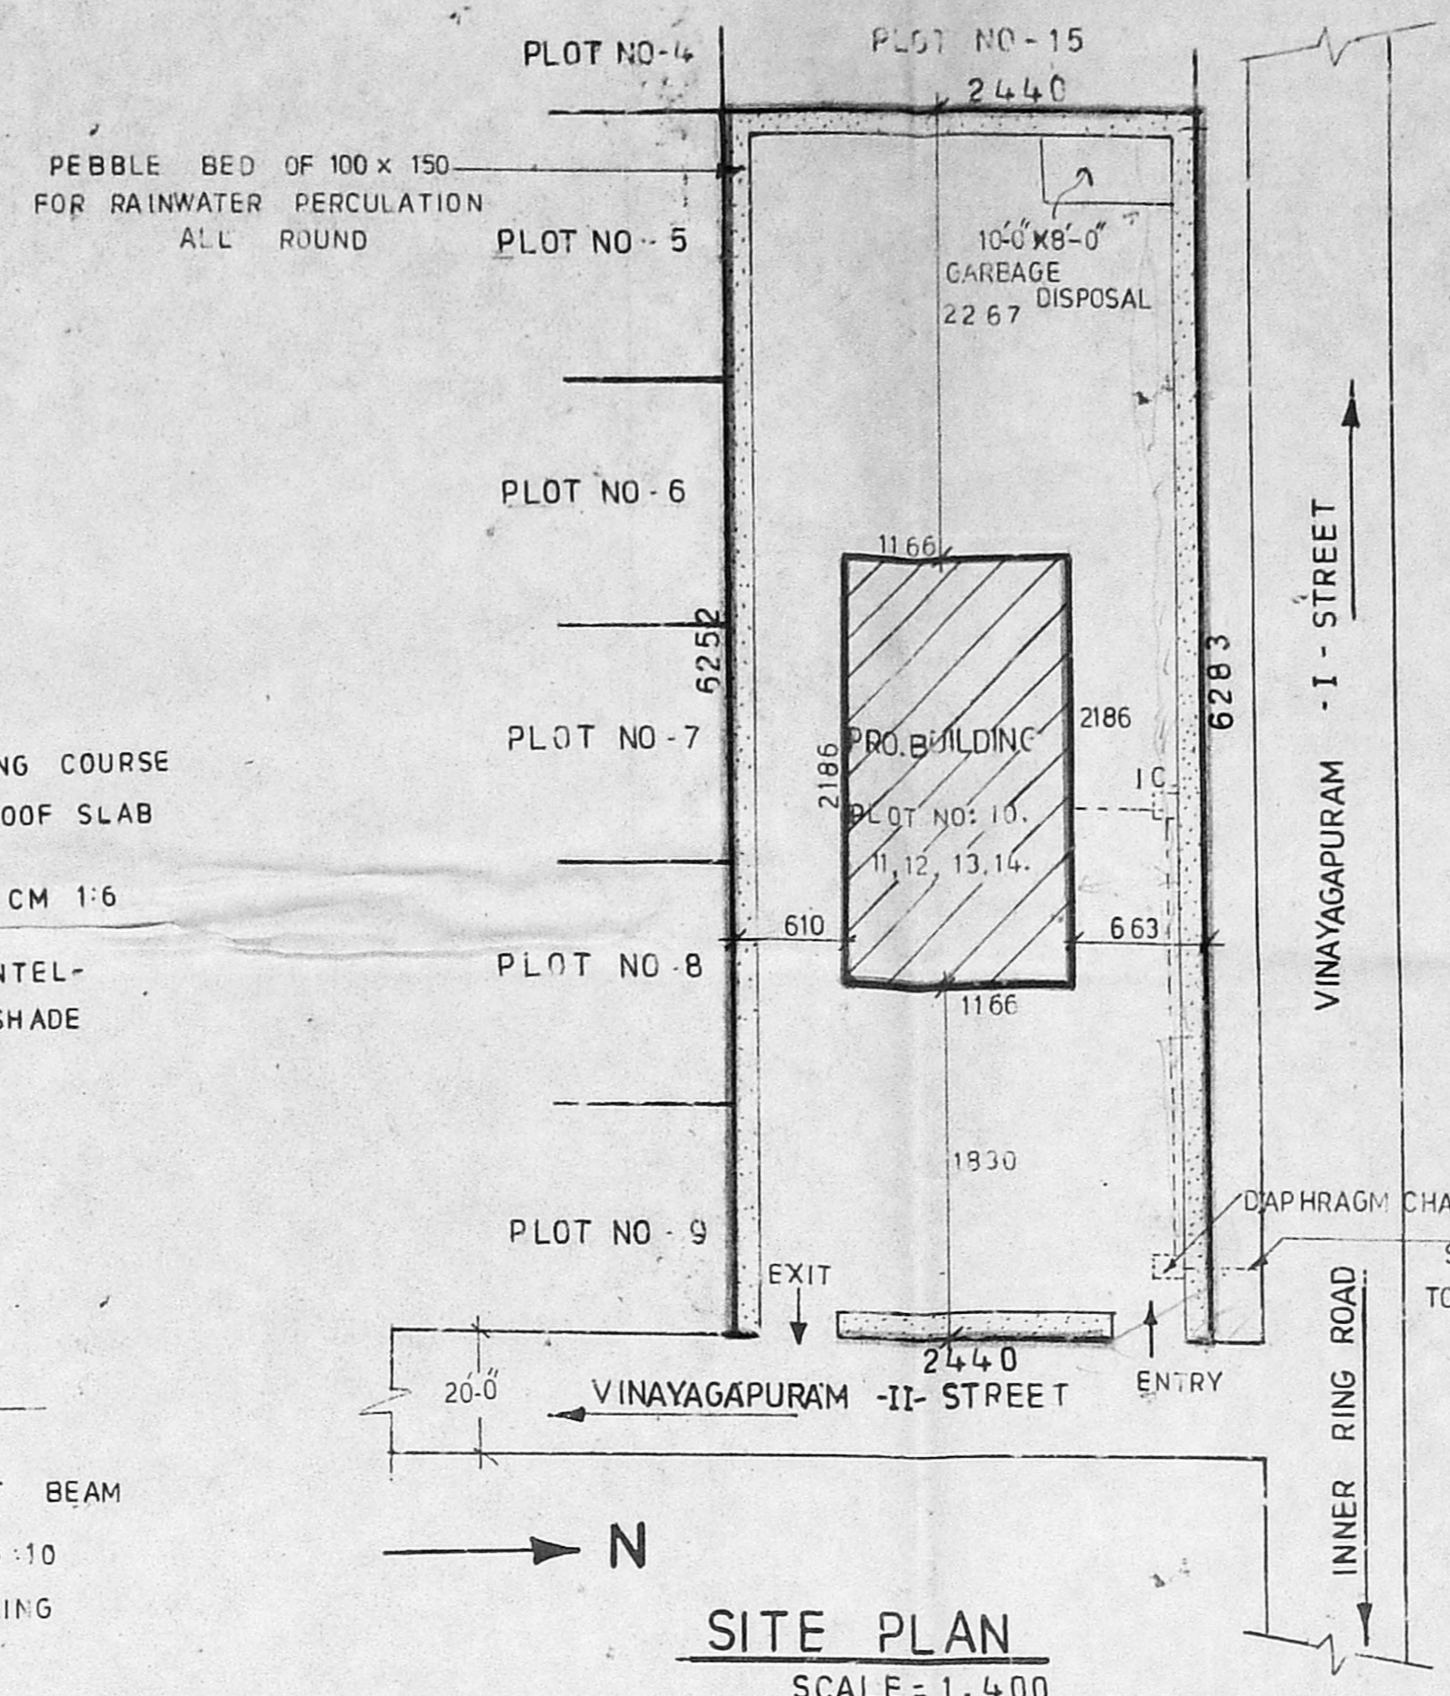 PLOT NO-4
PLOT NO-15
2440
PEBBLE BED OF 100 x 150
FOR RAINWATER PERCULATION
ALL ROUND
PLOT NO-5
10'-0"X8'-0"
GARBAGE
DISPOSAL
2267
PLOT NO-6
1166
6252
6283
VINAYAGAPURAM -I- STREET
PLOT NO-7
2186
PRO.BUILDING
2186
I C
PLOT NO: 10.
11,12, 13,14.
NG COURSE
OOF SLAB
CM 1:6
NTEL-
SHADE
610
663
PLOT NO-8
1166
1830
DAPHRAGM CHA
PLOT NO-9
EXIT
TO
INNER RING ROAD
2440
ENTRY
20'-0"
VINAYAGAPURAM -II- STREET
BEAM
:10
ING
N
SITE PLAN
SCALE = 1:400